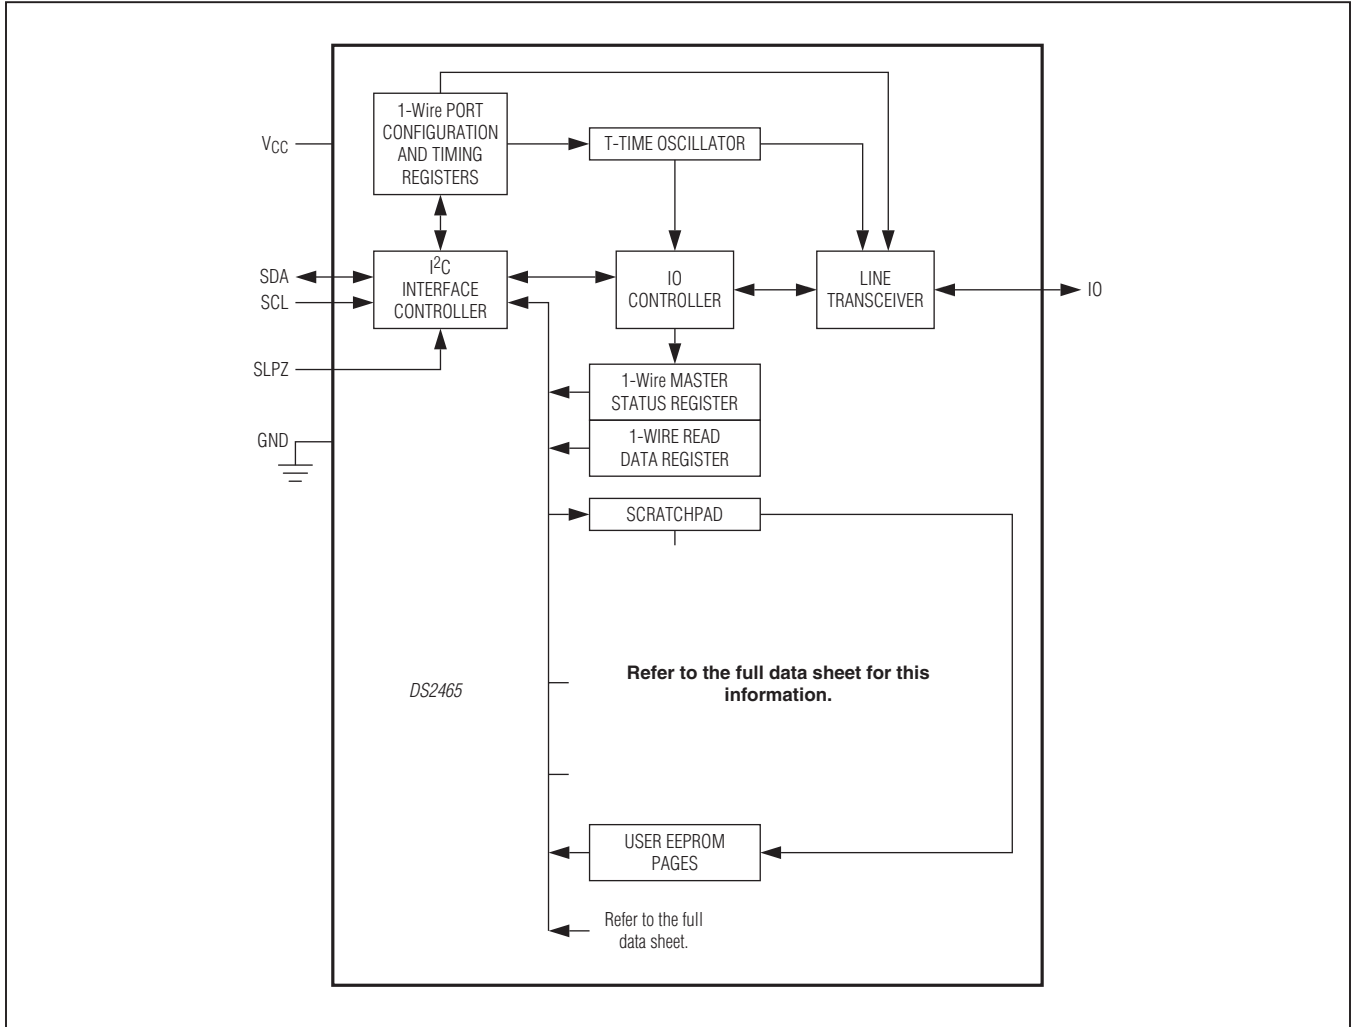 1-Wire PORT
CONFIGURATION
AND TIMING
REGISTERS
VCC
T-TIME OSCILLATOR
SDA
SCL
I2C
INTERFACE
CONTROLLER
IO
CONTROLLER
LINE
TRANSCEIVER
IO
SLPZ
1-Wire MASTER
STATUS REGISTER
GND
1-WIRE READ
DATA REGISTER
SCRATCHPAD
DS2465
Refer to the full data sheet for this
information.
USER EEPROM
PAGES
Refer to the full
data sheet.